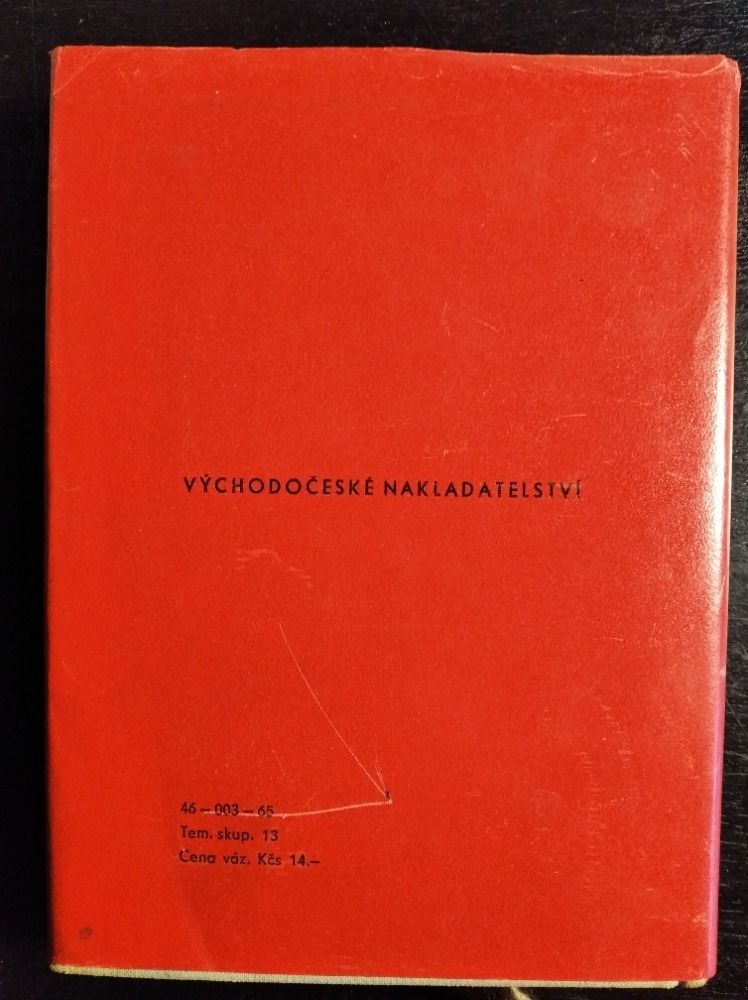 VÝCHODOČESKÉ NAKLADATELSTVÍ
46 – 003 – 65
Tem. skup. 13
Cena váz. Kčs 14.–